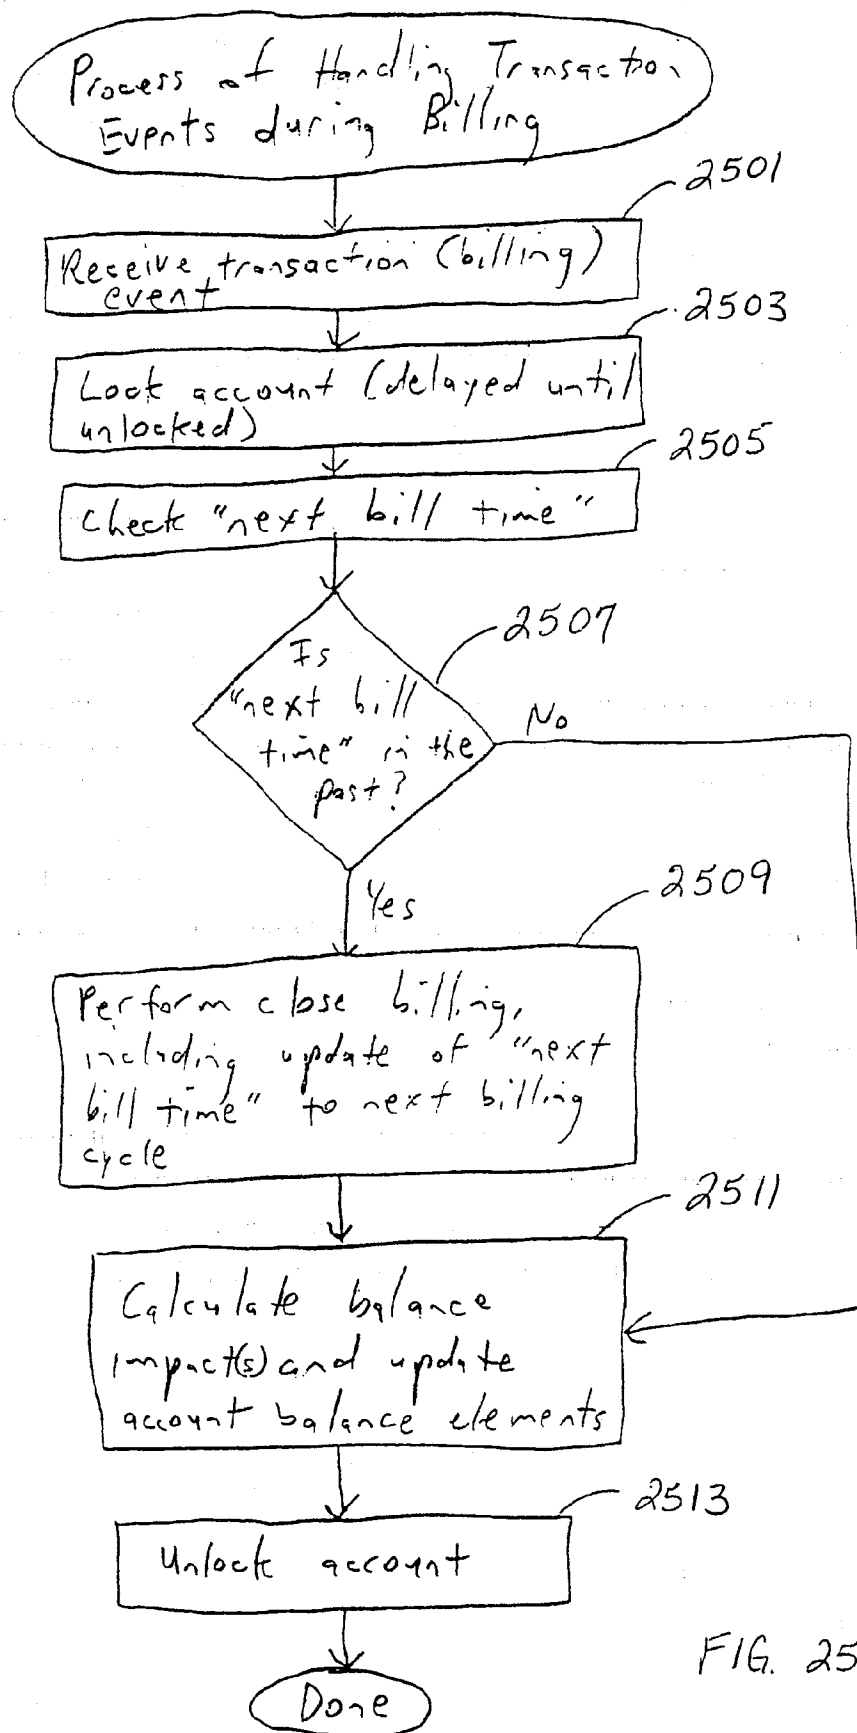 Process of Handling Transaction
Events during Billing
2501
Receive transaction (billing)
event
2503
Lock account (delayed until
unlocked)
2505
Check "next bill time"
2507
Is
"next bill
time" in the
past?
No
Yes
2509
Perform close billing,
including update of "next
bill time" to next billing
cycle
2511
Calculate balance
impact(s) and update
account balance elements
2513
Unlock account
Done
FIG. 25